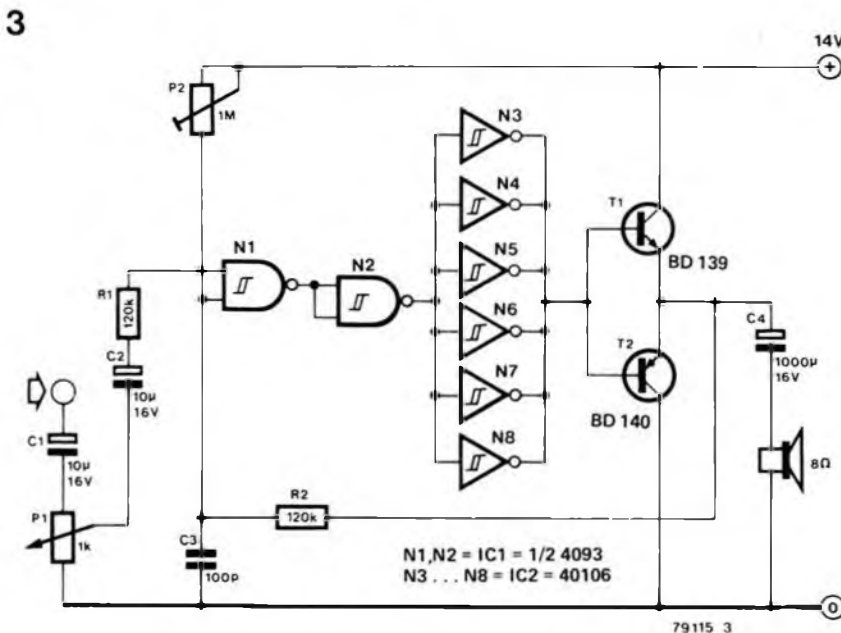 3
14V
+
P2
1M
N3
N4
T1
N1
N5
BD 139
N2
R1
120k
N6
C4
1000µ
16V
C2
10µ
16V
T2
N7
BD 140
C1
10µ
16V
N8
8Ω
R2
120k
P1
1k
C3
100p
N1,N2 = IC1 = 1/2 4093
N3 ... N8 = IC2 = 40106
0
79115 3